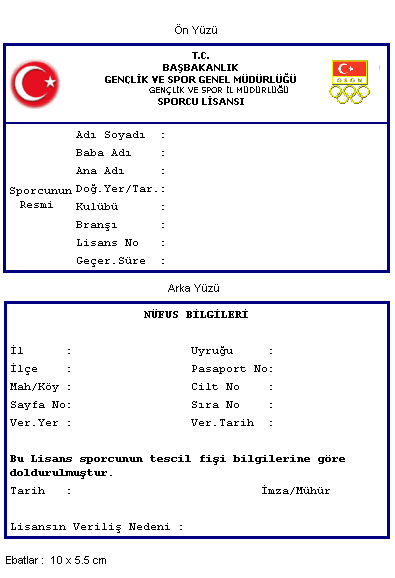 Ön Yüzü
T.C.
BAŞBAKANLIK
GENÇLİK VE SPOR GENEL MÜDÜRLÜĞÜ
GENÇLİK VE SPOR İL MÜDÜRLÜĞÜ
SPORCU LİSANSI
Adı Soyadı :
Baba Adı :
Ana Adı :
Sporcunun Resmi
Doğ.Yer/Tar.:
Kulübü :
Branşı :
Lisans No :
Geçer.Süre :
Arka Yüzü
NÜFUS BİLGİLERİ
İl : Uyruğu :
İlçe : Pasaport No:
Mah/Köy : Cilt No :
Sayfa No: Sıra No :
Ver.Yer : Ver.Tarih :
Bu Lisans sporcunun tescil fişi bilgilerine göre
doldurulmuştur.
Tarih : İmza/Mühür
Lisansın Veriliş Nedeni :
Ebatlar : 10 x 5.5 cm